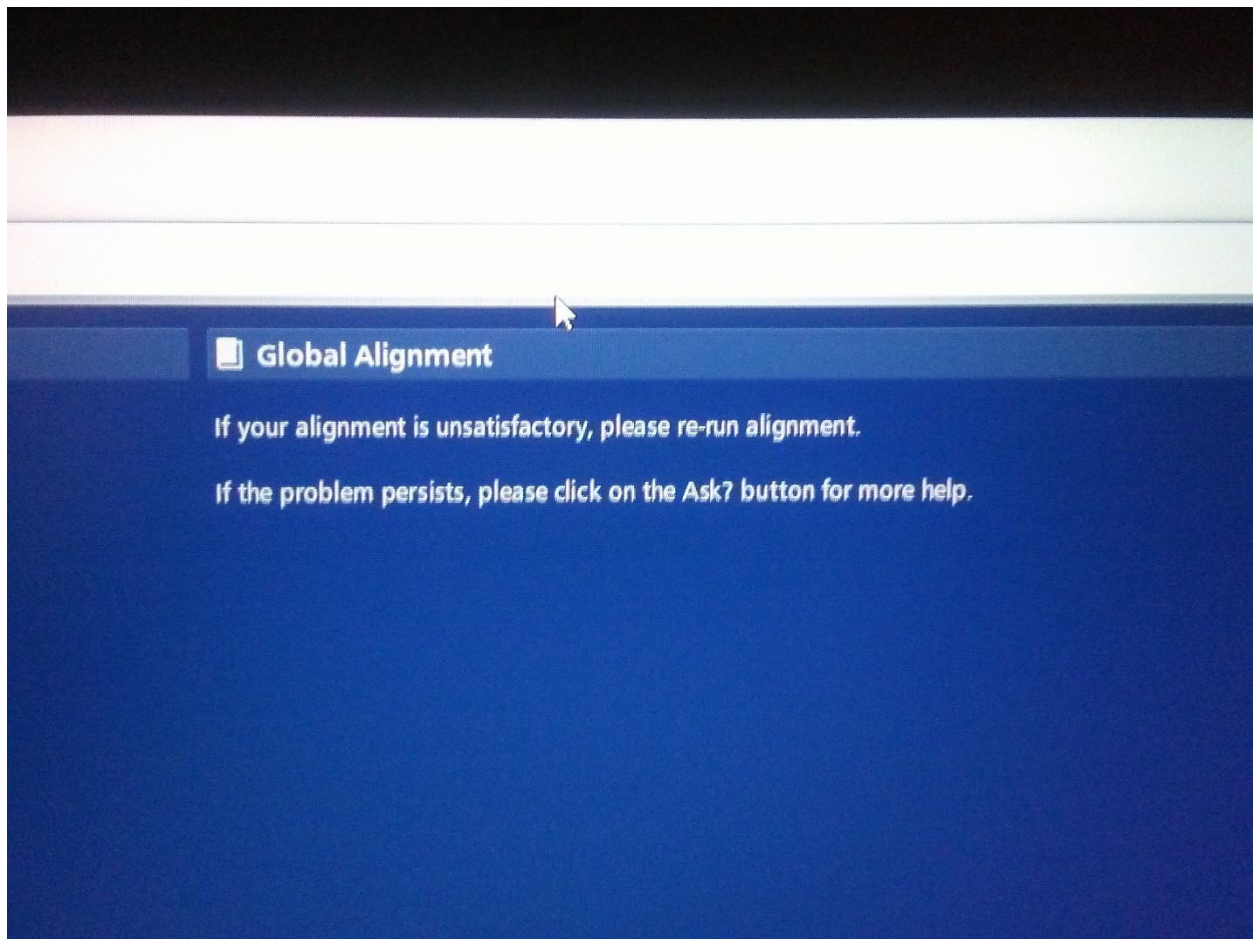 Global Alignment
If your alignment is unsatisfactory, please re-run alignment.
If the problem persists, please click on the Ask? button for more help.